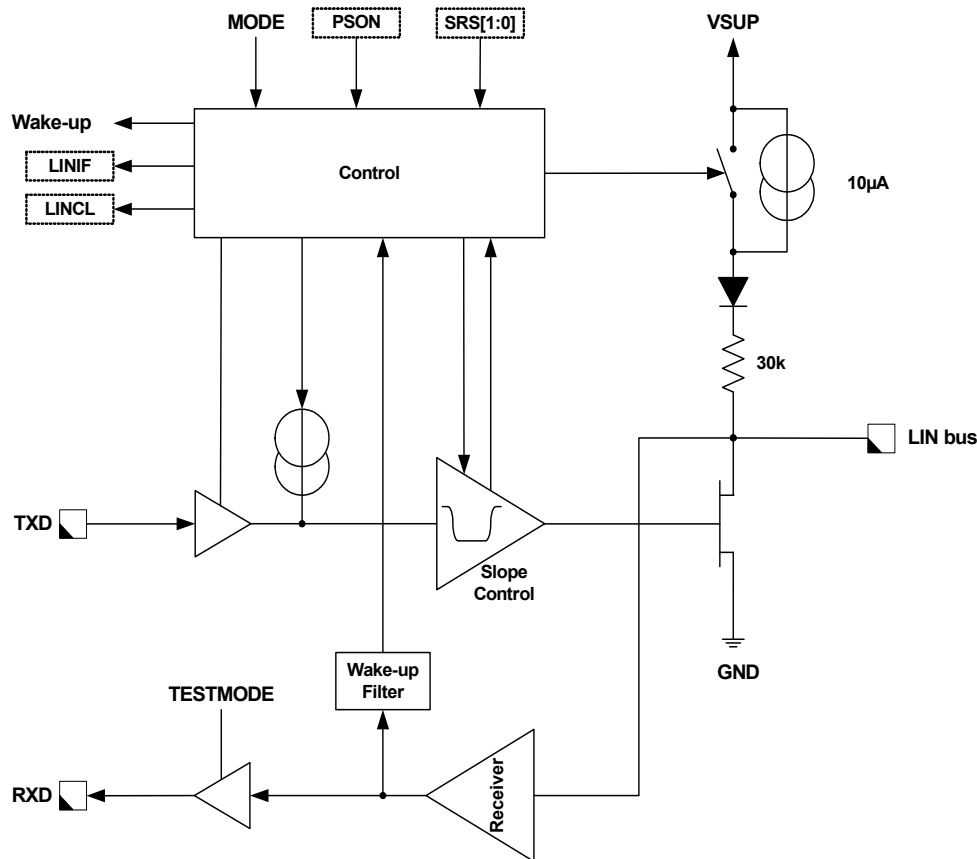 MODE
PSON
SRS[1:0]
VSUP
Wake-up
LINIF
LINCL
Control
10µA
30k
LIN bus
TXD
Slope
Control
GND
Wake-up
Filter
TESTMODE
Receiver
RXD